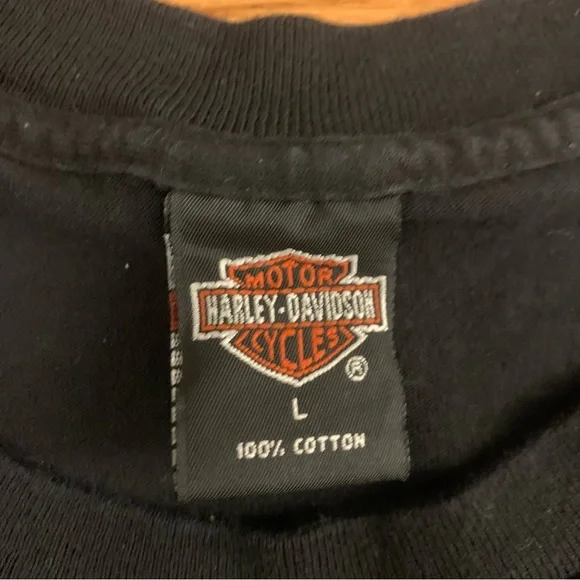 MOTOR
HARLEY-DAVIDSON
CYCLES
®
L
100% COTTON